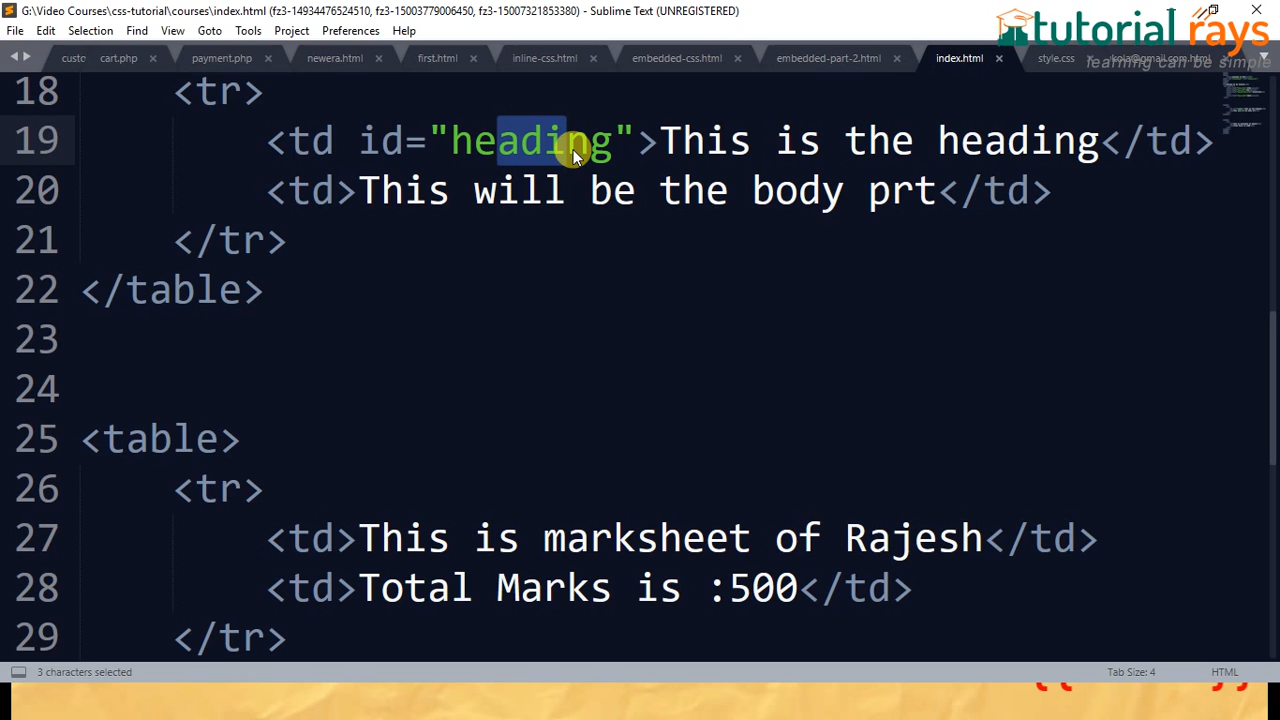 G:\Video Courses\css-tutorial\courses\index.html (fz3-14934476524510, fz3-15003779006450, fz3-15007321853380) - Sublime Text (UNREGISTERED)
File Edit Selection Find View Goto Tools Project Preferences Help
tutorial rays
learning can be simple
custo cart.php payment.php newera.html first.html inline-css.html embedded-css.html embedded-part-2.html index.html style.css
18 <tr>
19 <td id="heading">This is the heading</td>
20 <td>This will be the body prt</td>
21 </tr>
22 </table>
23
24
25 <table>
26 <tr>
27 <td>This is marksheet of Rajesh</td>
28 <td>Total Marks is :500</td>
29 </tr>
3 characters selected Tab Size: 4 HTML